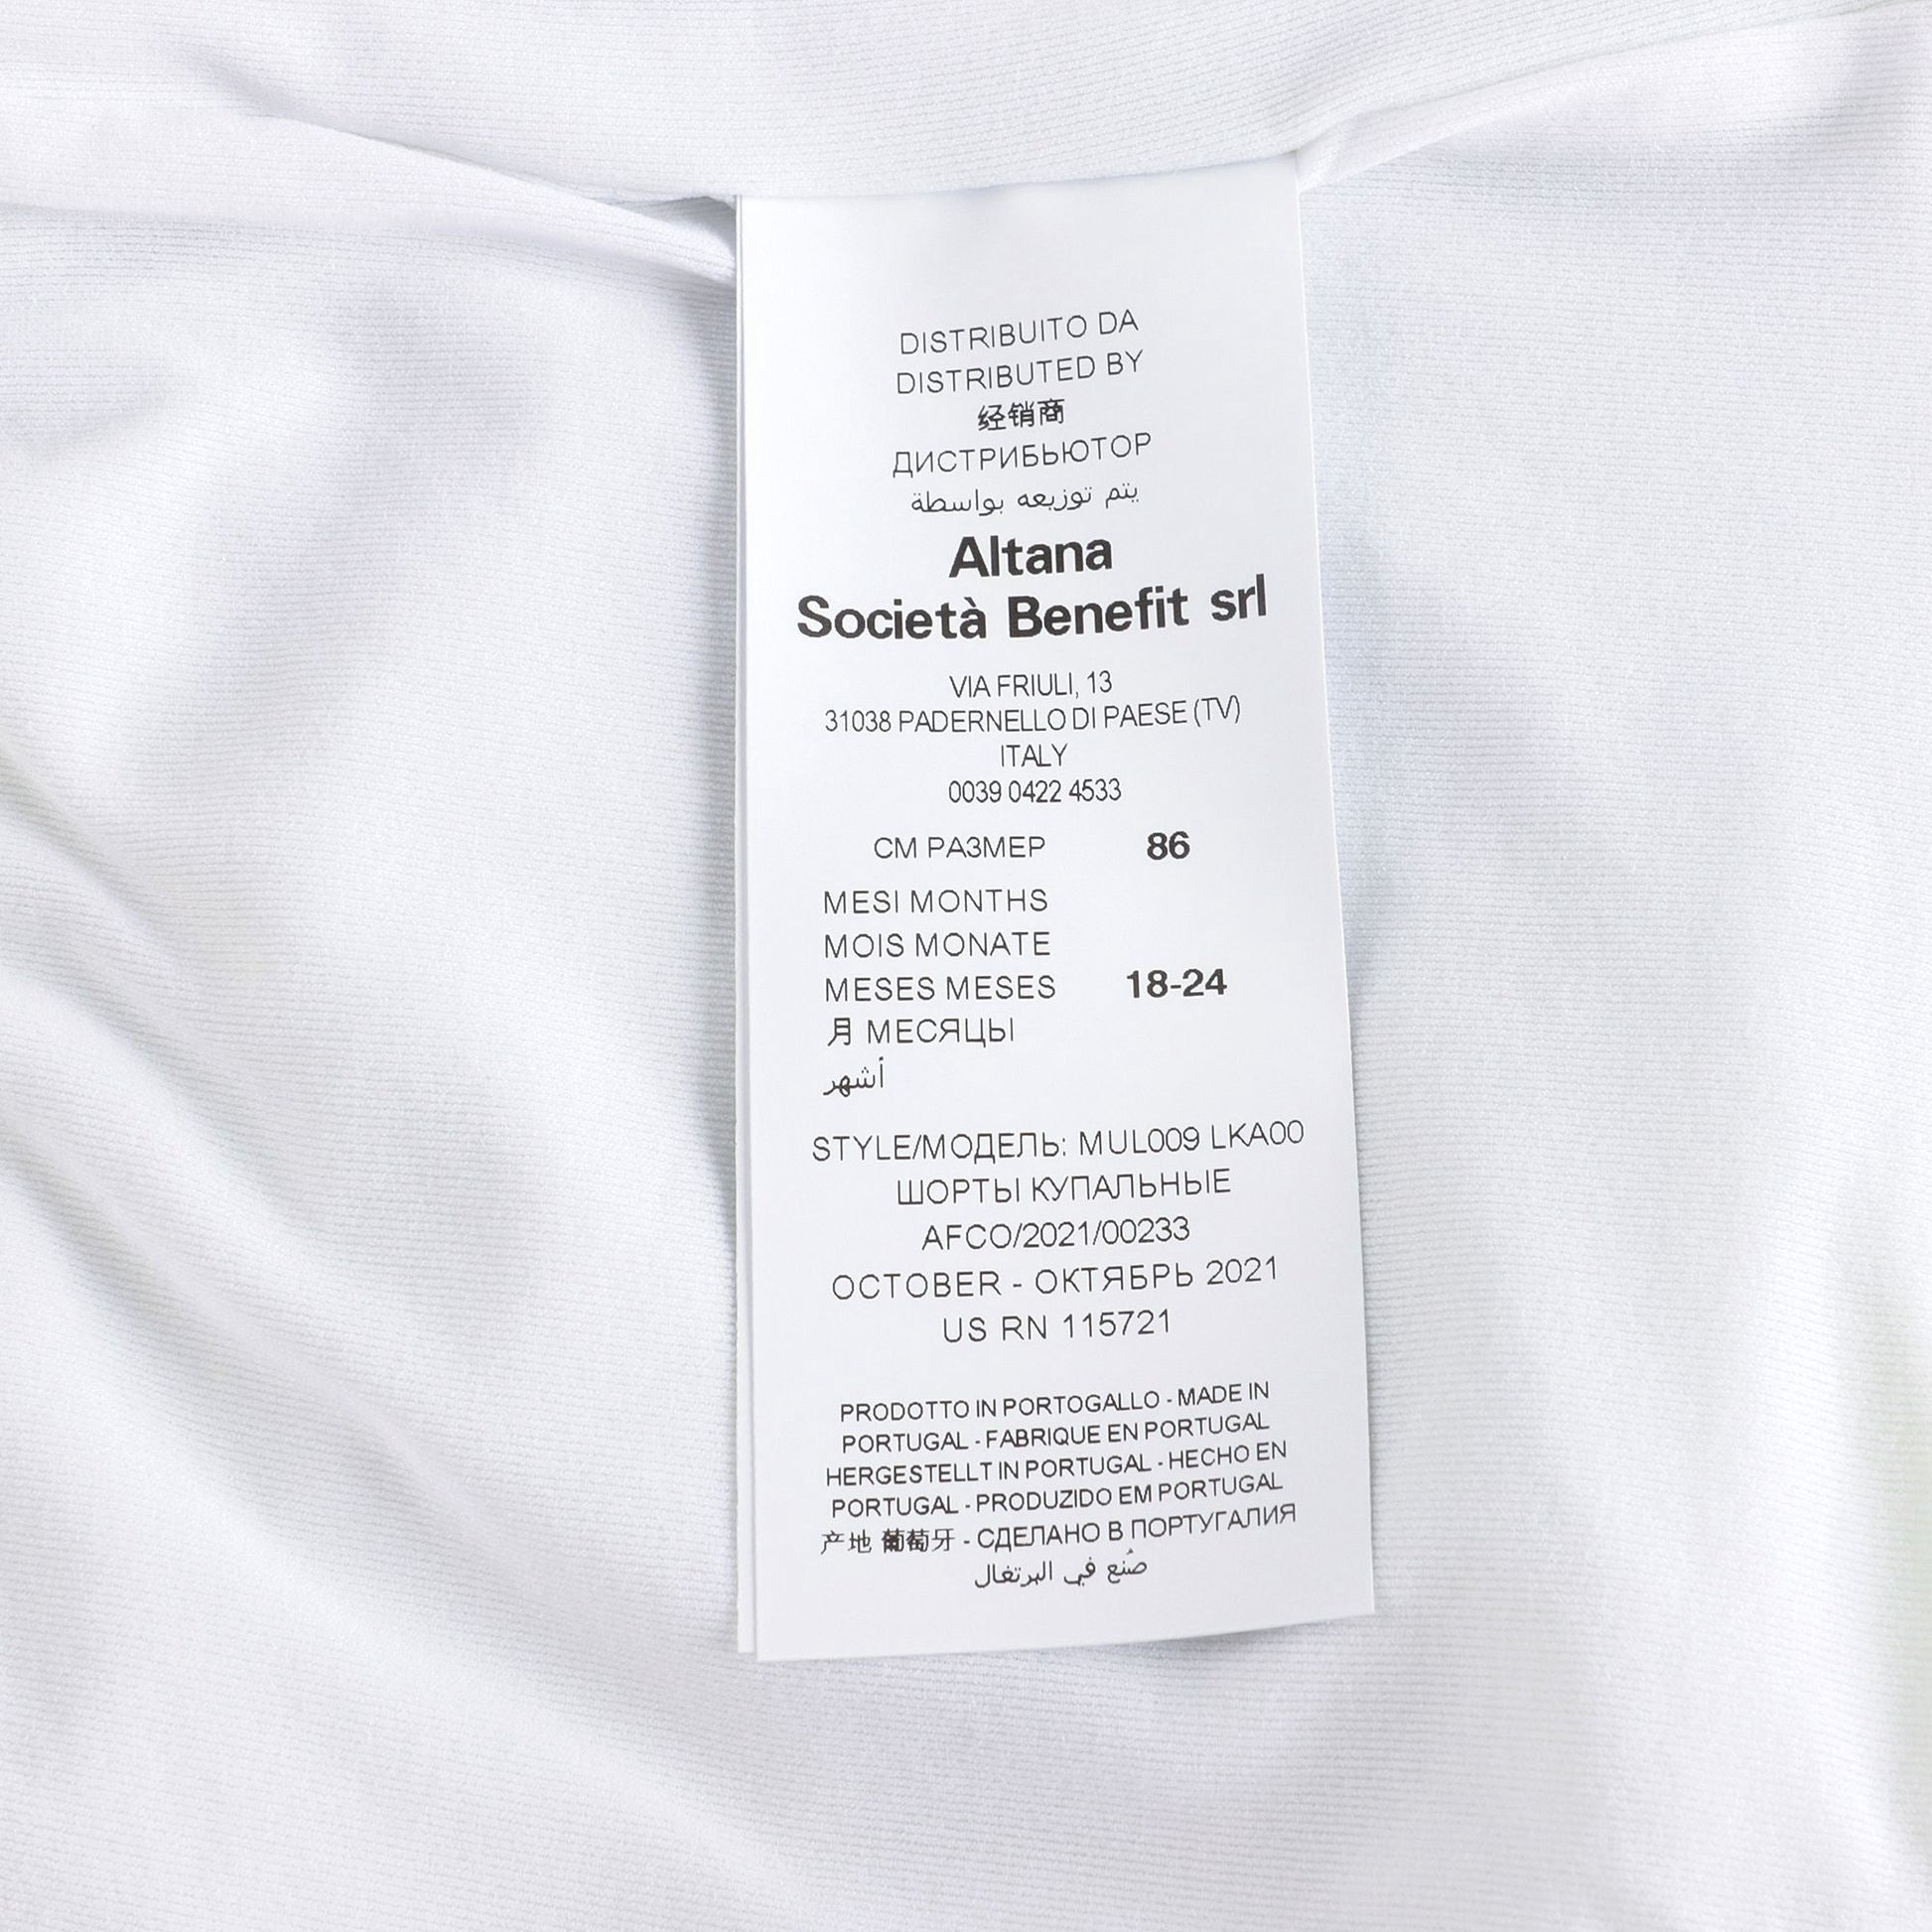 DISTRIBUITO DA
DISTRIBUTED BY
经销商
ДИСТРИБЬЮТОР
يتم توزيعه بواسطة
Altana
Società Benefit srl
VIA FRIULI, 13
31038 PADERNELLO DI PAESE (TV)
ITALY
0039 0422 4533
СМ РАЗМЕР 86
MESI MONTHS
MOIS MONATE
MESES MESES 18-24
月 МЕСЯЦЫ
أشهر
STYLE/МОДЕЛЬ: MUL009 LKA00
ШОРТЫ КУПАЛЬНЫЕ
AFCO/2021/00233
OCTOBER - ОКТЯБРЬ 2021
US RN 115721
PRODOTTO IN PORTOGALLO - MADE IN
PORTUGAL - FABRIQUE EN PORTUGAL
HERGESTELLT IN PORTUGAL - HECHO EN
PORTUGAL - PRODUZIDO EM PORTUGAL
产地 葡萄牙 - СДЕЛАНО В ПОРТУГАЛИЯ
صُنع في البرتغال